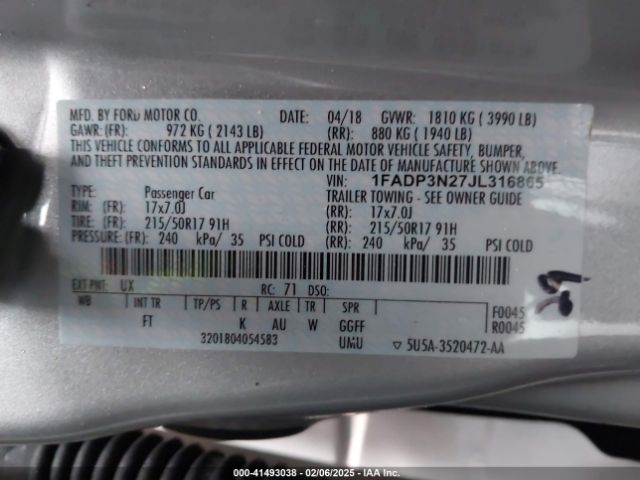 MFD. BY FORD MOTOR CO. DATE: 04/18 GVWR: 1810 KG ( 3990 LB)
GAWR: (FR): 972 KG ( 2143 LB) (RR): 880 KG ( 1940 LB)
THIS VEHICLE CONFORMS TO ALL APPLICABLE FEDERAL MOTOR VEHICLE SAFETY, BUMPER,
AND THEFT PREVENTION STANDARDS IN EFFECT ON THE DATE OF MANUFACTURE SHOWN ABOVE.
VIN: 1FADP3N27JL316865
TYPE: Passenger Car TRAILER TOWING - SEE OWNER GUIDE
RIM: (FR): 17x7.0J (RR): 17x7.0J
TIRE: (FR): 215/50R17 91H (RR): 215/50R17 91H
PRESSURE: (FR): 240 kPa/ 35 PSI COLD (RR): 240 kPa/ 35 PSI COLD
EXT PNT: UX RC: 71 DSO:
WB INT TR TP/PS R AXLE TR SPR F0045
FT K AU W GGFF R0045
3201804054583 UMU ▽ 5U5A-3520472-AA
000-41493038 - 02/06/2025 - IAA Inc.